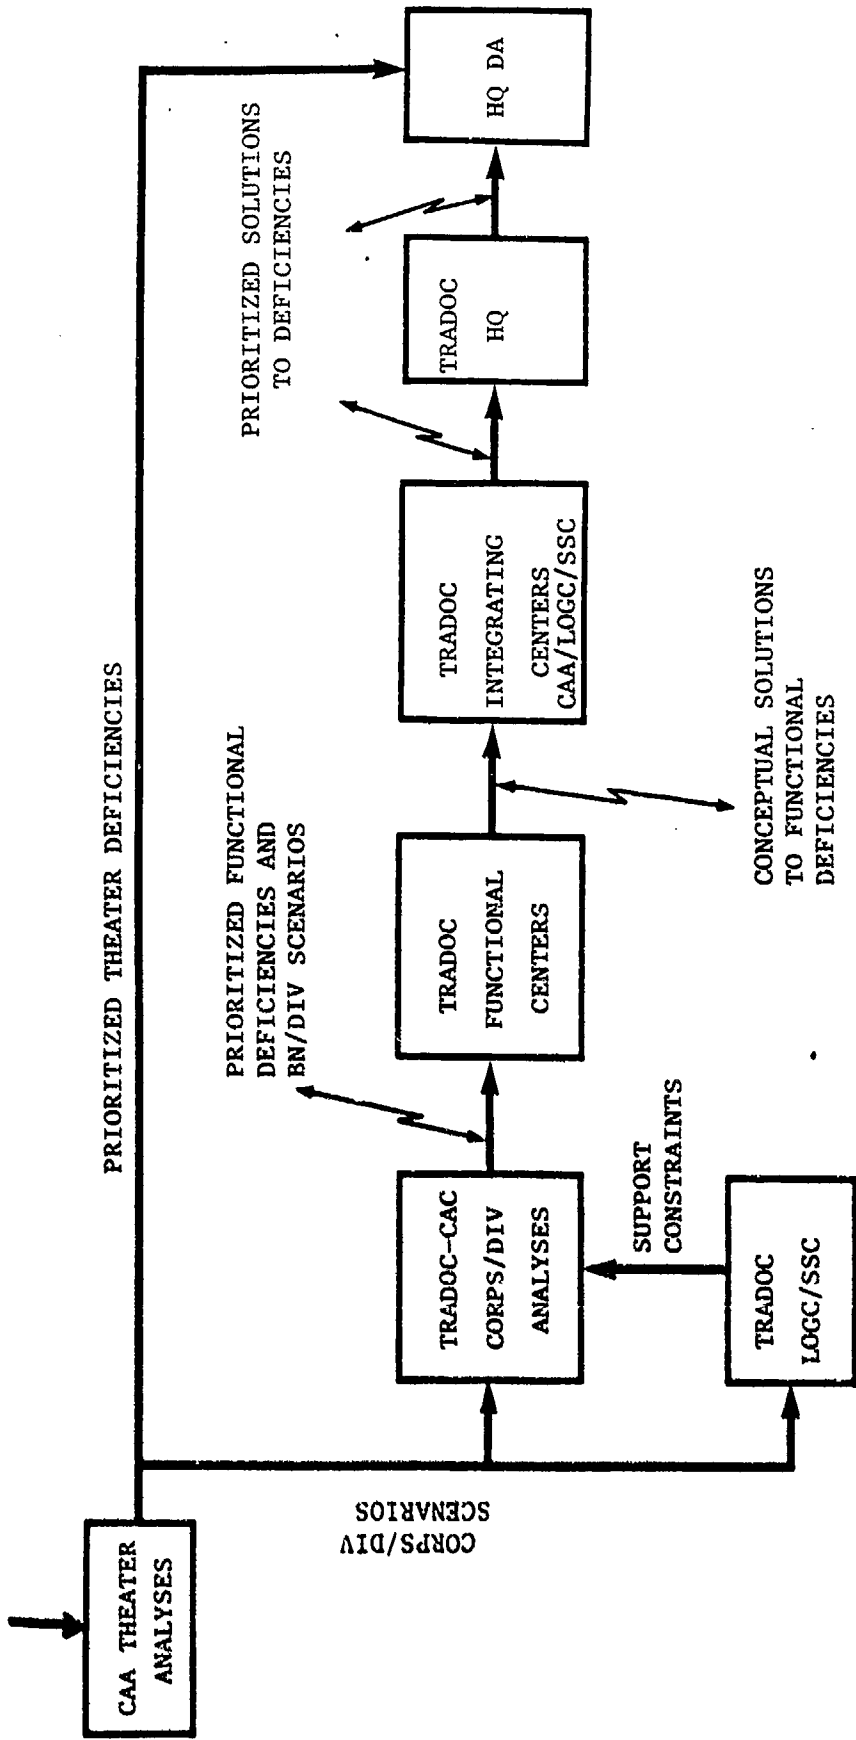 CAA THEATER
ANALYSES
PRIORITIZED THEATER DEFICIENCIES
CORPS/DIV
SCENARIOS
TRADOC-CAC
CORPS/DIV
ANALYSES
TRADOC
LOGC/SSC
SUPPORT
CONSTRAINTS
PRIORITIZED FUNCTIONAL
DEFICIENCIES AND
BN/DIV SCENARIOS
TRADOC
FUNCTIONAL
CENTERS
CONCEPTUAL SOLUTIONS
TO FUNCTIONAL
DEFICIENCIES
TRADOC
INTEGRATING
CENTERS
CAA/LOGC/SSC
PRIORITIZED SOLUTIONS
TO DEFICIENCIES
TRADOC
HQ
HQ DA